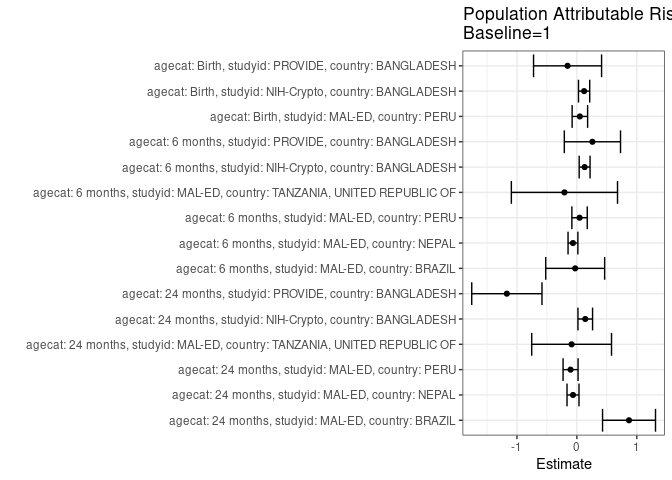 Population Attributable Ris
Baseline=1
agecat: Birth, studyid: PROVIDE, country: BANGLADESH
agecat: Birth, studyid: NIH-Crypto, country: BANGLADESH
agecat: Birth, studyid: MAL-ED, country: PERU
agecat: 6 months, studyid: PROVIDE, country: BANGLADESH
agecat: 6 months, studyid: NIH-Crypto, country: BANGLADESH
agecat: 6 months, studyid: MAL-ED, country: TANZANIA, UNITED REPUBLIC OF
agecat: 6 months, studyid: MAL-ED, country: PERU
agecat: 6 months, studyid: MAL-ED, country: NEPAL
agecat: 6 months, studyid: MAL-ED, country: BRAZIL
agecat: 24 months, studyid: PROVIDE, country: BANGLADESH
agecat: 24 months, studyid: NIH-Crypto, country: BANGLADESH
agecat: 24 months, studyid: MAL-ED, country: TANZANIA, UNITED REPUBLIC OF
agecat: 24 months, studyid: MAL-ED, country: PERU
agecat: 24 months, studyid: MAL-ED, country: NEPAL
agecat: 24 months, studyid: MAL-ED, country: BRAZIL
-1 0 1
Estimate